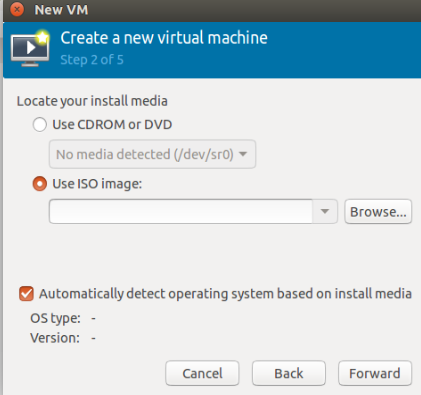 New VM
Create a new virtual machine
Step 2 of 5
Locate your install media
Use CDROM or DVD
No media detected (/dev/sr0)
Use ISO image:
Browse...
Automatically detect operating system based on install media
OS type: -
Version: -
Cancel Back Forward